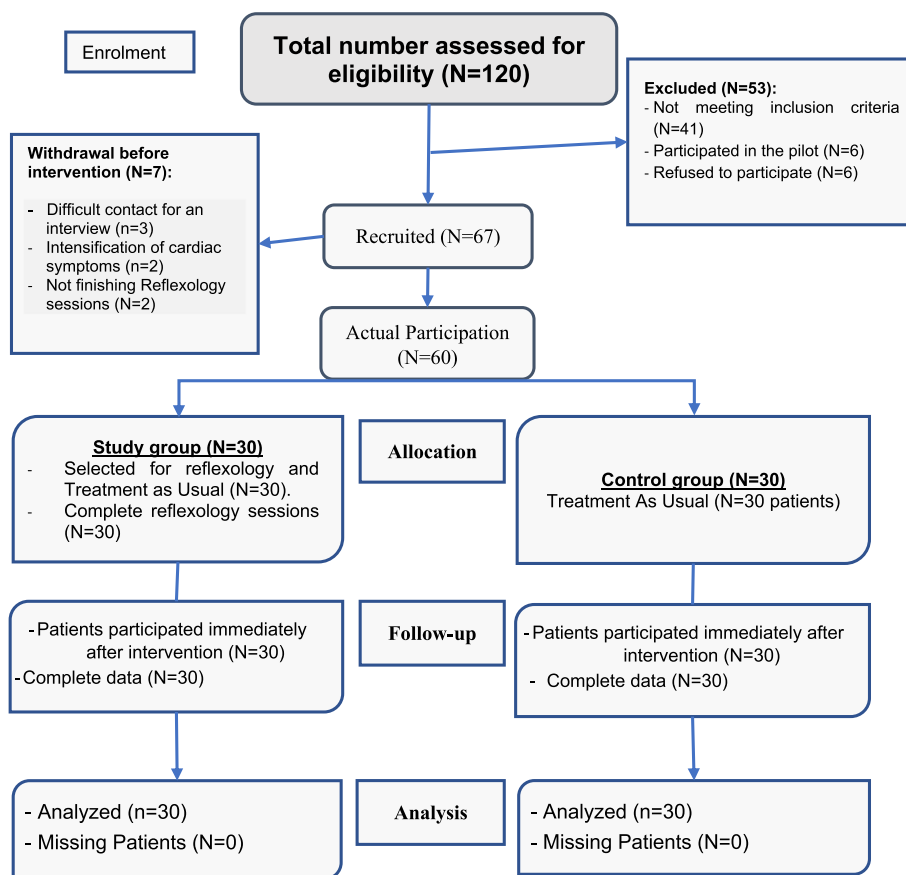 Enrolment
Total number assessed for
eligibility (N=120)
Excluded (N=53):
- Not meeting inclusion criteria
(N=41)
- Participated in the pilot (N=6)
- Refused to participate (N=6)
Withdrawal before
intervention (N=7):
- Difficult contact for an
interview (n=3)
- Intensification of cardiac
symptoms (n=2)
- Not finishing Reflexology
sessions (N=2)
Recruited (N=67)
Actual Participation
(N=60)
Study group (N=30)
- Selected for reflexology and
Treatment as Usual (N=30).
- Complete reflexology sessions
(N=30)
Allocation
Control group (N=30)
Treatment As Usual (N=30 patients)
-Patients participated immediately
after intervention (N=30)
-Complete data (N=30)
Follow-up
-Patients participated immediately after
intervention (N=30)
- Complete data (N=30)
- Analyzed (n=30)
- Missing Patients (N=0)
Analysis
- Analyzed (n=30)
- Missing Patients (N=0)